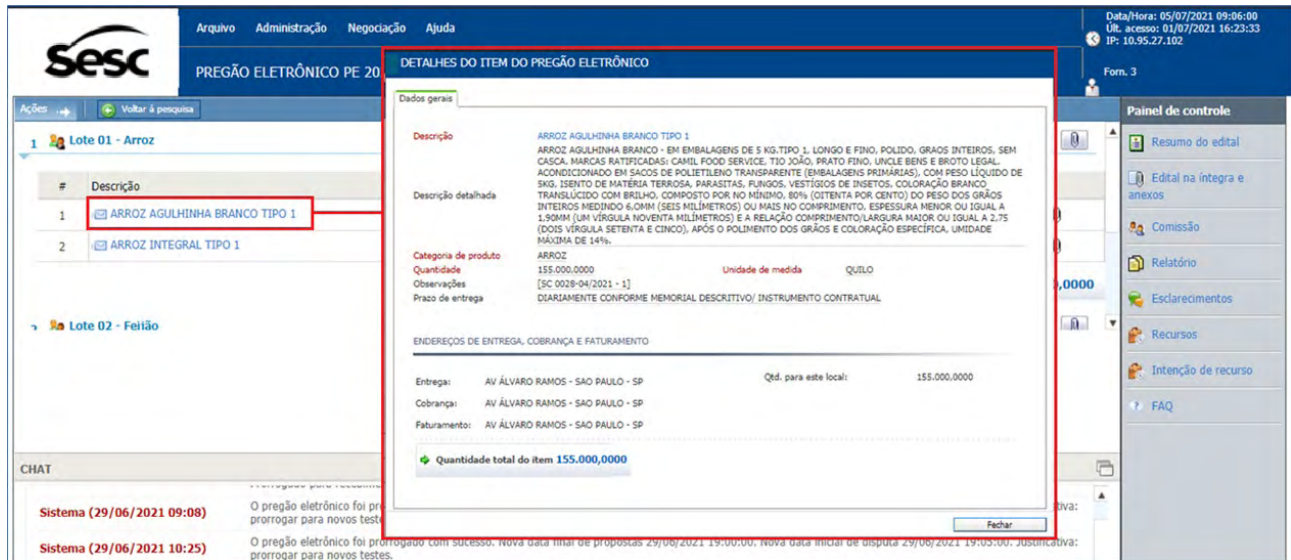 Sesc
Arquivo Administração Negociação Ajuda
Data/Hora: 05/07/2021 09:06:00
Últ. acesso: 01/07/2021 16:23:33
IP: 10.95.27.102
Forn. 3
PREGÃO ELETRÔNICO PE 20
DETALHES DO ITEM DO PREGÃO ELETRÔNICO
Ações
Voltar à pesquisa
Painel de controle
Dados gerais
1 Lote 01 - Arroz
# Descrição
1 ARROZ AGULHINHA BRANCO TIPO 1
2 ARROZ INTEGRAL TIPO 1
,0000
Lote 02 - Feijão
Descrição ARROZ AGULHINHA BRANCO TIPO 1
Descrição detalhada
ARROZ AGULHINHA BRANCO - EM EMBALAGENS DE 5 KG.TIPO 1, LONGO E FINO, POLIDO, GRAOS INTEIROS, SEM
CASCA. MARCAS RATIFICADAS: CAMIL FOOD SERVICE, TIO JOÃO, PRATO FINO, UNCLE BENS E BROTO LEGAL.
ACONDICIONADO EM SACOS DE POLIETILENO TRANSPARENTE (EMBALAGENS PRIMÁRIAS), COM PESO LÍQUIDO DE
5KG, ISENTO DE MATÉRIA TERROSA, PARASITAS, FUNGOS, VESTÍGIOS DE INSETOS, COLORAÇÃO BRANCO
TRANSLÚCIDO COM BRILHO, COMPOSTO POR NO MÍNIMO, 80% (OITENTA POR CENTO) DO PESO DOS GRÃOS
INTEIROS MEDINDO 6,0MM (SEIS MILÍMETROS) OU MAIS NO COMPRIMENTO, ESPESSURA MENOR OU IGUAL A
1,90MM (UM VÍRGULA NOVENTA MILÍMETROS) E A RELAÇÃO COMPRIMENTO/LARGURA MAIOR OU IGUAL A 2,75
(DOIS VÍRGULA SETENTA E CINCO), APÓS O POLIMENTO DOS GRÃOS E COLORAÇÃO ESPECÍFICA, UMIDADE
MÁXIMA DE 14%.
Categoria de produto ARROZ
Quantidade 155.000,0000 Unidade de medida QUILO
Observações [SC 0028-04/2021 - 1]
Prazo de entrega DIARIAMENTE CONFORME MEMORIAL DESCRITIVO/ INSTRUMENTO CONTRATUAL
ENDEREÇOS DE ENTREGA, COBRANÇA E FATURAMENTO
Entrega: AV ÁLVARO RAMOS - SAO PAULO - SP Qtd. para este local: 155.000,0000
Cobrança: AV ÁLVARO RAMOS - SAO PAULO - SP
Faturamento: AV ÁLVARO RAMOS - SAO PAULO - SP
Quantidade total do item 155.000,0000
Fechar
Resumo do edital
Edital na íntegra e
anexos
Comissão
Relatório
Esclarecimentos
Recursos
Intenção de recurso
FAQ
CHAT
Sistema (29/06/2021 09:08) O pregão eletrônico foi pro tiva:
prorrogar para novos teste
Sistema (29/06/2021 10:25) O pregão eletrônico foi prorrogado com sucesso. Nova data final de propostas 29/06/2021 19:00:00. Nova data inicial de disputa 29/06/2021 19:05:00. Justificativa:
prorrogar para novos testes.